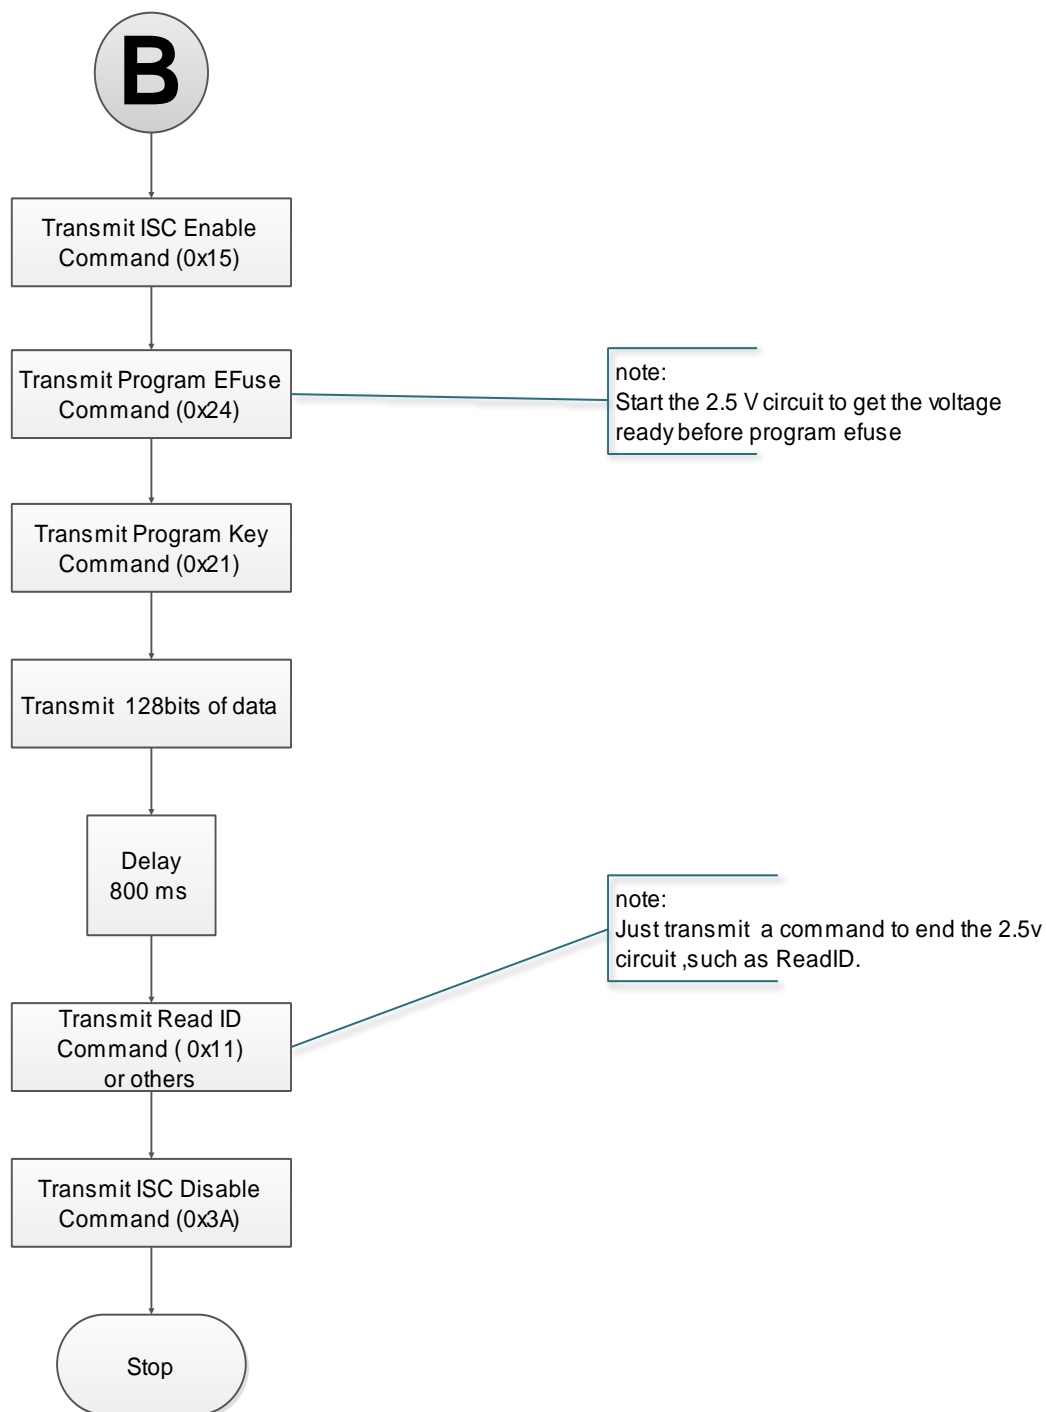 B
Transmit ISC Enable
Command (0x15)
Transmit Program EFuse
Command (0x24)
note:
Start the 2.5 V circuit to get the voltage
ready before program efuse
Transmit Program Key
Command (0x21)
Transmit 128bits of data
Delay
800 ms
note:
Just transmit a command to end the 2.5v
circuit ,such as ReadID.
Transmit Read ID
Command ( 0x11)
or others
Transmit ISC Disable
Command (0x3A)
Stop